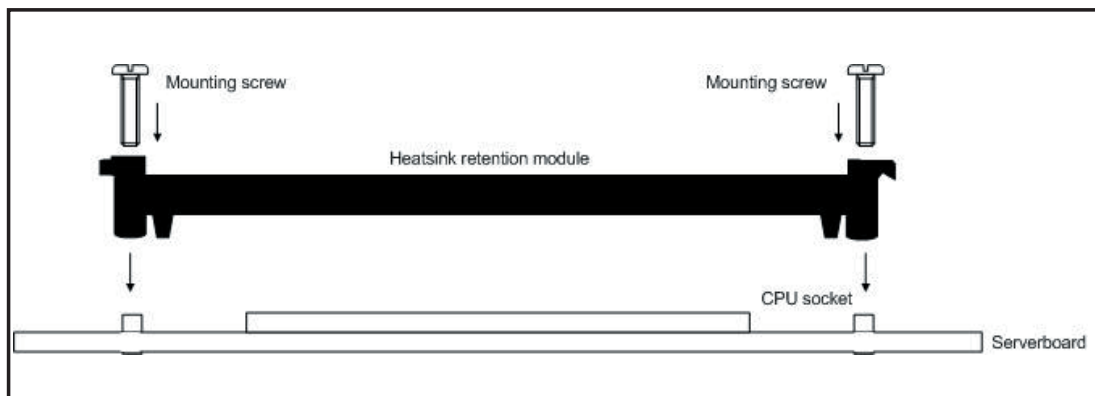 Mounting screw
Mounting screw
Heatsink retention module
CPU socket
Serverboard